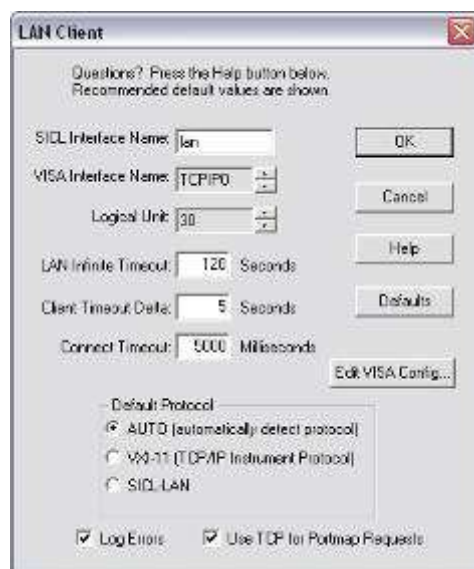 LAN Client
Questions? Press the Help button below.
Recommended default values are shown.
SICL Interface Name: lan
OK
VISA Interface Name: TCPIP0
Cancel
Logical Unit: 30
Help
LAN Infinite Timeout: 120 Seconds
Client Timeout Delta: 5 Seconds
Defaults
Connect Timeout: 5000 Milliseconds
Edit VISA Config...
Default Protocol
AUTO (automatically detect protocol)
VXI-11 (TCP/IP Instrument Protocol)
SICL-LAN
Log Errors
Use TCP for Portmap Requests